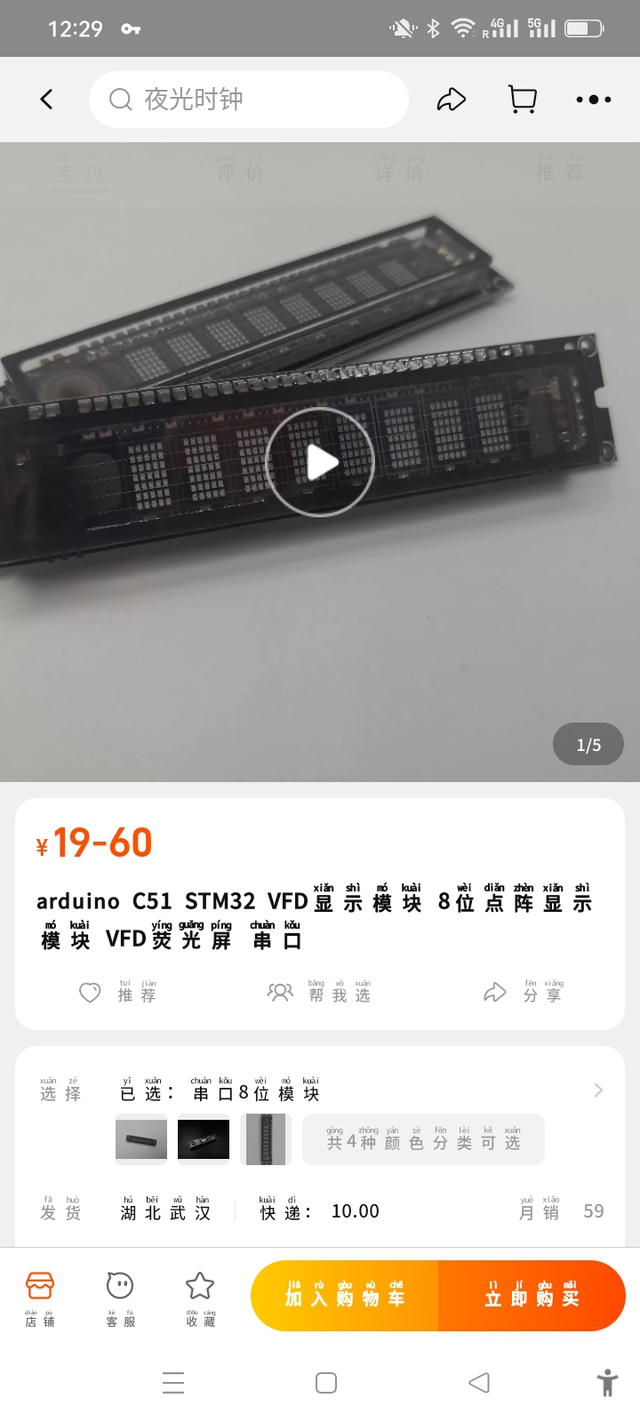 12:29
4G 5G
R
夜光时钟
bǎo bèi píng jià xiáng qíng tuī jiàn
宝贝 评价 详情 推荐
1/5
¥19-60
xiǎn shì mó kuài wèi diǎn zhèn xiǎn shì
arduino C51 STM32 VFD显示模块 8位点阵显示
mó kuài yíng guāng píng chuàn kǒu
模块 VFD荧光屏 串口
tuī jiàn bāng wǒ xuǎn fēn xiǎng
推荐 帮我选 分享
xuǎn zé yǐ xuǎn chuàn kǒu wèi mó kuài
选择 已选：串口8位模块
gòng zhǒng yán sè fēn lèi kě xuǎn
共4种颜色分类可选
fā huò hú běi wǔ hàn kuài dì yuè xiāo
发货 湖北武汉 快递：10.00 月销 59
jiā rù gòu wù chē lì jí gòu mǎi
加入购物车 立即购买
diàn pù kè fú shōu cáng
店铺 客服 收藏